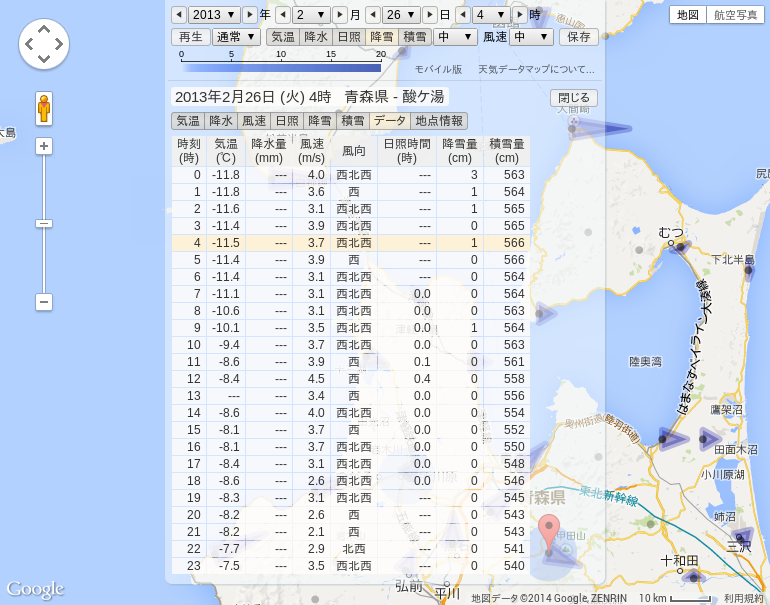 2013 年 2 月 26 日 4 時
地図 航空写真
再生 通常 気温 降水 日照 降雪 積雪 中 風速 中 保存
0 5 10 15 20
モバイル版 天気データマップについて...
2013年2月26日 (火) 4時 青森県 - 酸ケ湯 閉じる
気温 降水 風速 日照 降雪 積雪 データ 地点情報
時刻 気温 降水量 風速 風向 日照時間 降雪量 積雪量
(時) (℃) (mm) (m/s) (時) (cm) (cm)
0 -11.8 --- 4.0 西北西 --- 3 563
1 -11.8 --- 3.6 西 --- 1 564
2 -11.6 --- 3.1 西北西 --- 1 565
3 -11.4 --- 3.9 西北西 --- 0 565
4 -11.5 --- 3.7 西北西 --- 1 566
5 -11.4 --- 3.9 西 --- 0 566
6 -11.4 --- 3.1 西北西 --- 0 564
7 -11.1 --- 3.1 西北西 0.0 0 564
8 -10.6 --- 3.1 西北西 0.0 0 563
9 -10.1 --- 3.5 西北西 0.0 1 564
10 -9.4 --- 3.7 西北西 0.0 0 563
11 -8.6 --- 3.9 西 0.1 0 561
12 -8.4 --- 4.5 西 0.4 0 558
13 --- --- 3.4 西 0.0 0 556
14 -8.6 --- 4.0 西北西 0.0 0 554
15 -8.1 --- 3.7 西 0.0 0 552
16 -8.1 --- 3.7 西北西 0.0 0 550
17 -8.4 --- 3.1 西北西 0.0 0 548
18 -8.6 --- 2.6 西北西 0.0 0 546
19 -8.3 --- 3.1 西北西 --- 0 545
20 -8.2 --- 2.6 西 --- 0 543
21 -8.2 --- 2.1 西 --- 0 543
22 -7.7 --- 2.9 北西 --- 0 541
23 -7.5 --- 3.5 西北西 --- 0 540
大間崎
むつ
下北半島
はまなすベイライン大湊線
陸奥湾
鷹架沼
奥州街道(陸羽街道)
田面木沼
小川原湖
青森県
東北新幹線
姉沼
甲田山
三沢
十和田
弘前
平川
Google
地図データ ©2014 Google, ZENRIN 10 km 利用規約